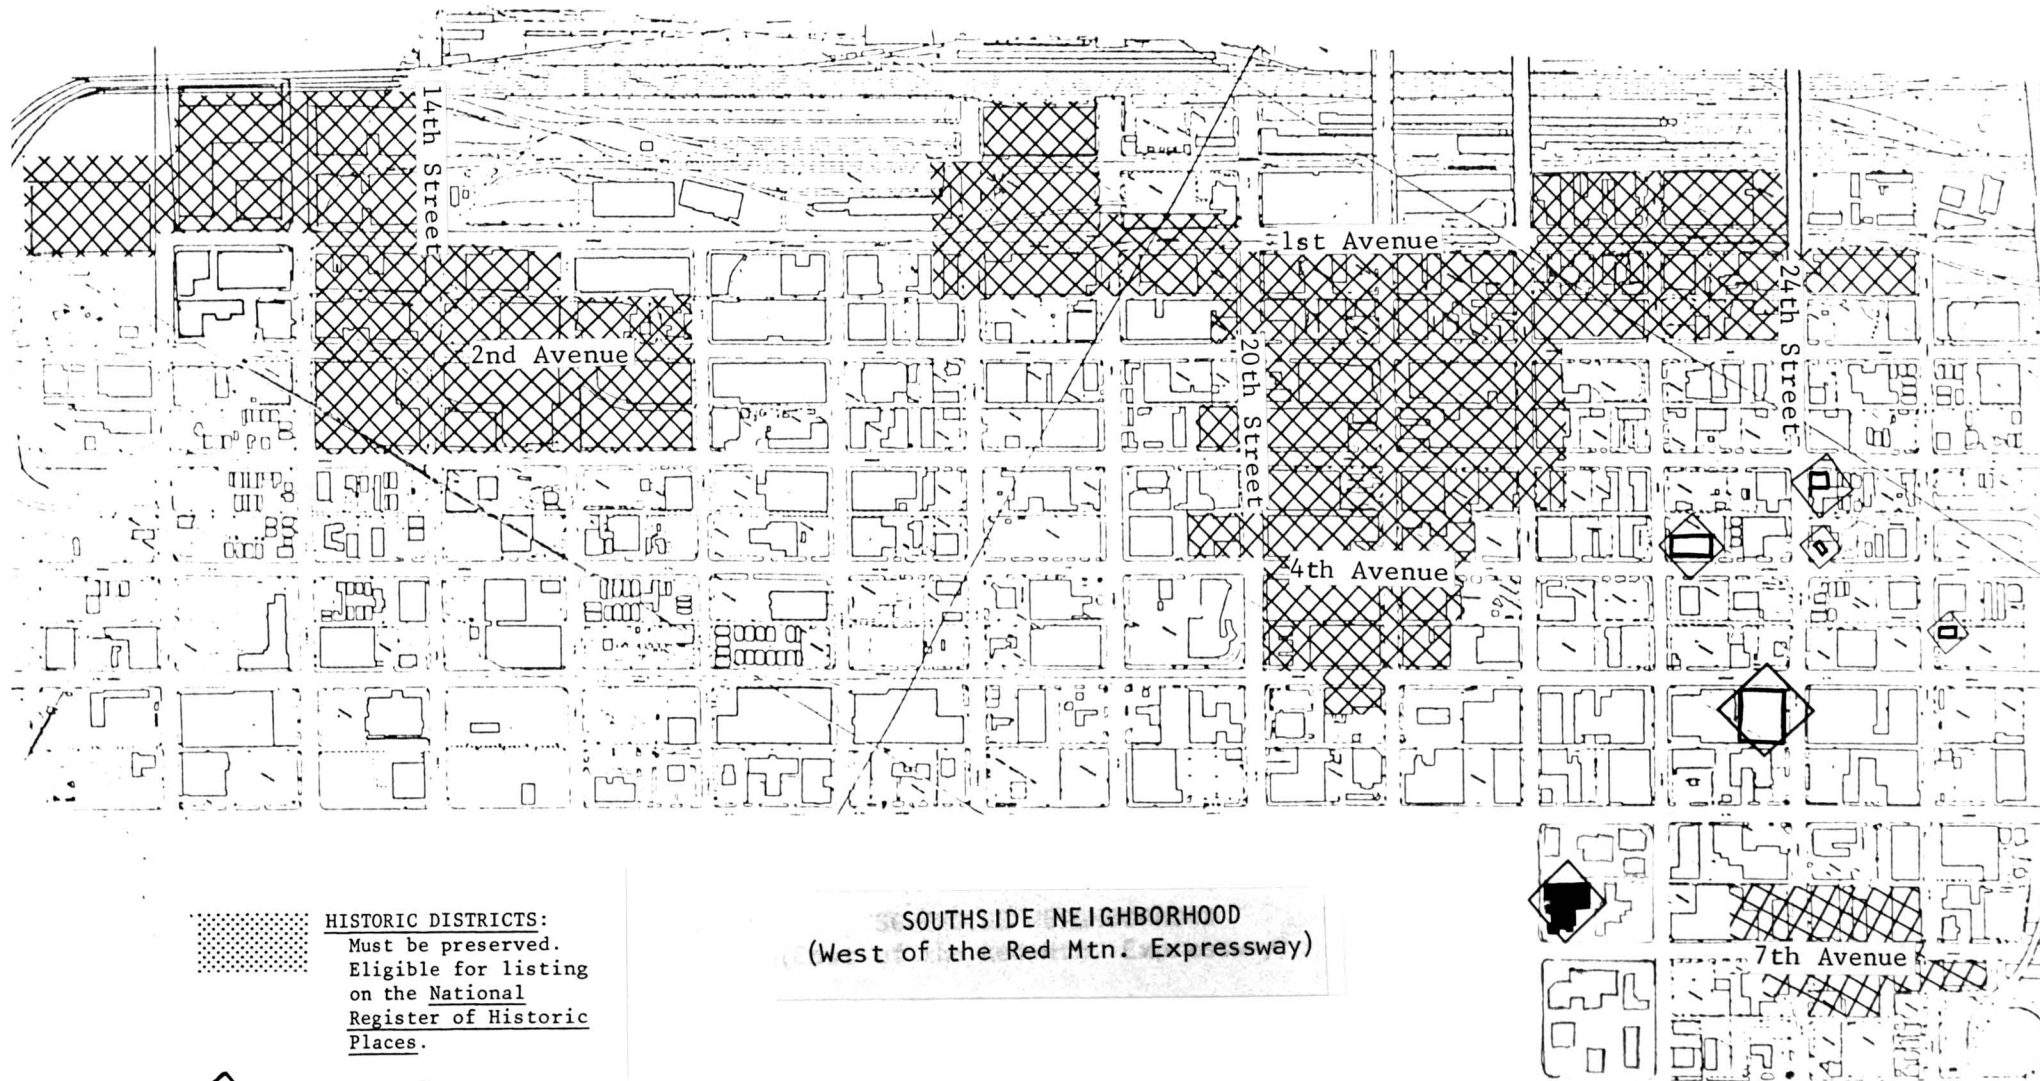 14th Street
1st Avenue
2nd Avenue
20th Street
24th Street
4th Avenue
7th Avenue
HISTORIC DISTRICTS:
Must be preserved.
Eligible for listing
on the National
Register of Historic
Places.
SOUTHSIDE NEIGHBORHOOD
(West of the Red Mtn. Expressway)